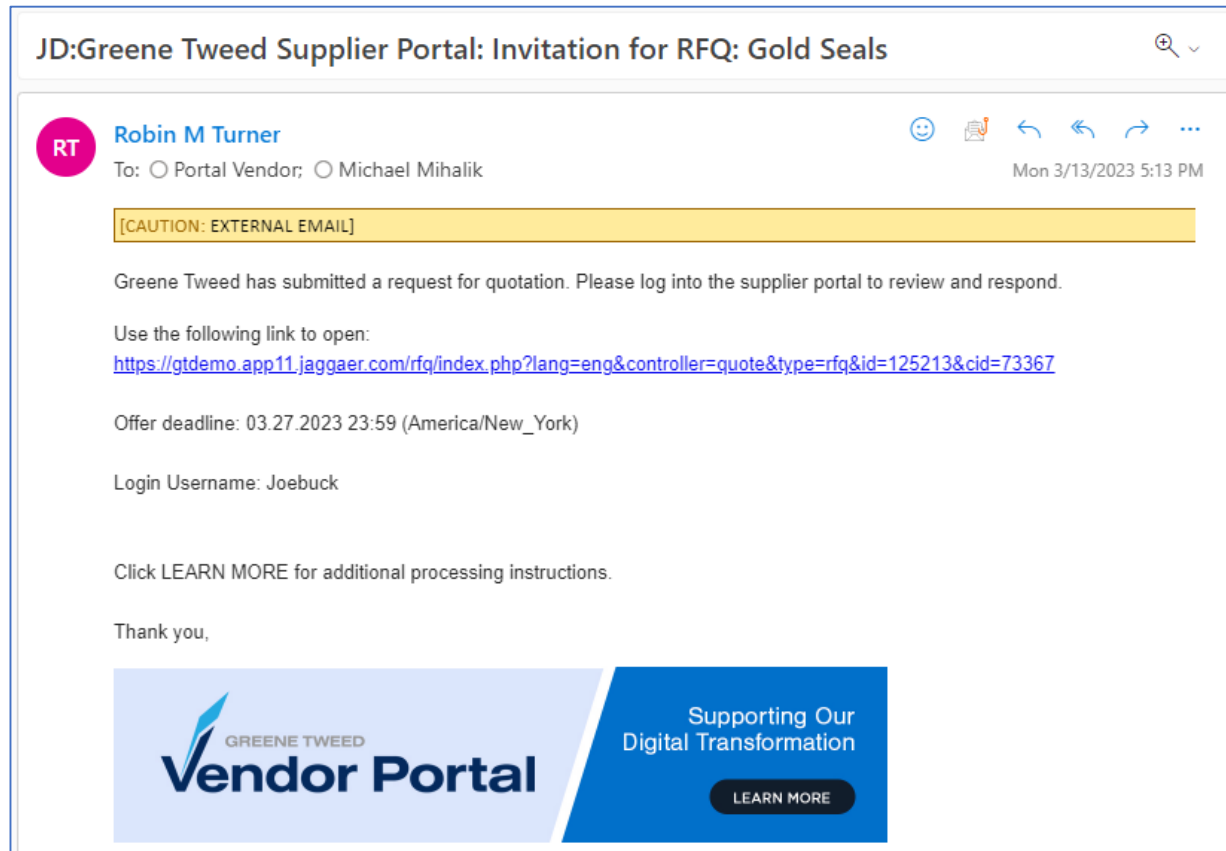 JD:Greene Tweed Supplier Portal: Invitation for RFQ: Gold Seals
RT
Robin M Turner
To: Portal Vendor; Michael Mihalik
Mon 3/13/2023 5:13 PM
[CAUTION: EXTERNAL EMAIL]
Greene Tweed has submitted a request for quotation. Please log into the supplier portal to review and respond.
Use the following link to open:
https://gtdemo.app11.jaggaer.com/rfq/index.php?lang=eng&controller=quote&type=rfq&id=125213&cid=73367
Offer deadline: 03.27.2023 23:59 (America/New_York)
Login Username: Joebuck
Click LEARN MORE for additional processing instructions.
Thank you,
GREENE TWEED
Vendor Portal
Supporting Our
Digital Transformation
LEARN MORE